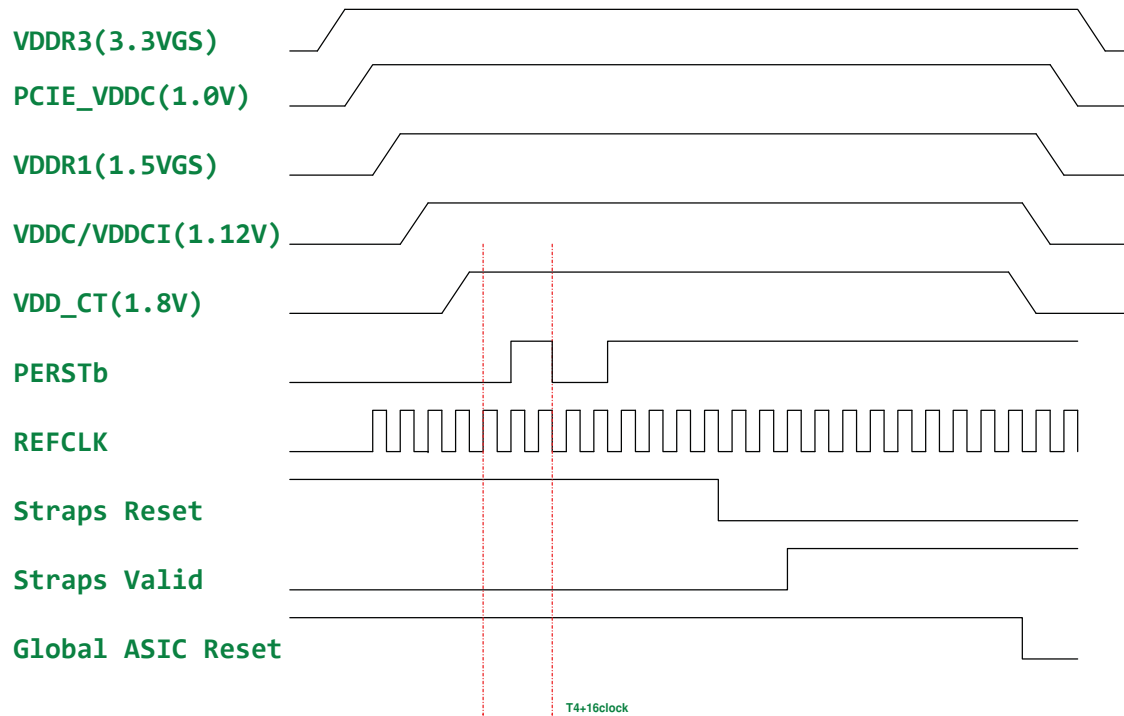 VDDR3(3.3VGS)
PCIE_VDDC(1.0V)
VDDR1(1.5VGS)
VDDC/VDDCI(1.12V)
VDD_CT(1.8V)
PERSTb
REFCLK
Straps Reset
Straps Valid
Global ASIC Reset
T4+16clock